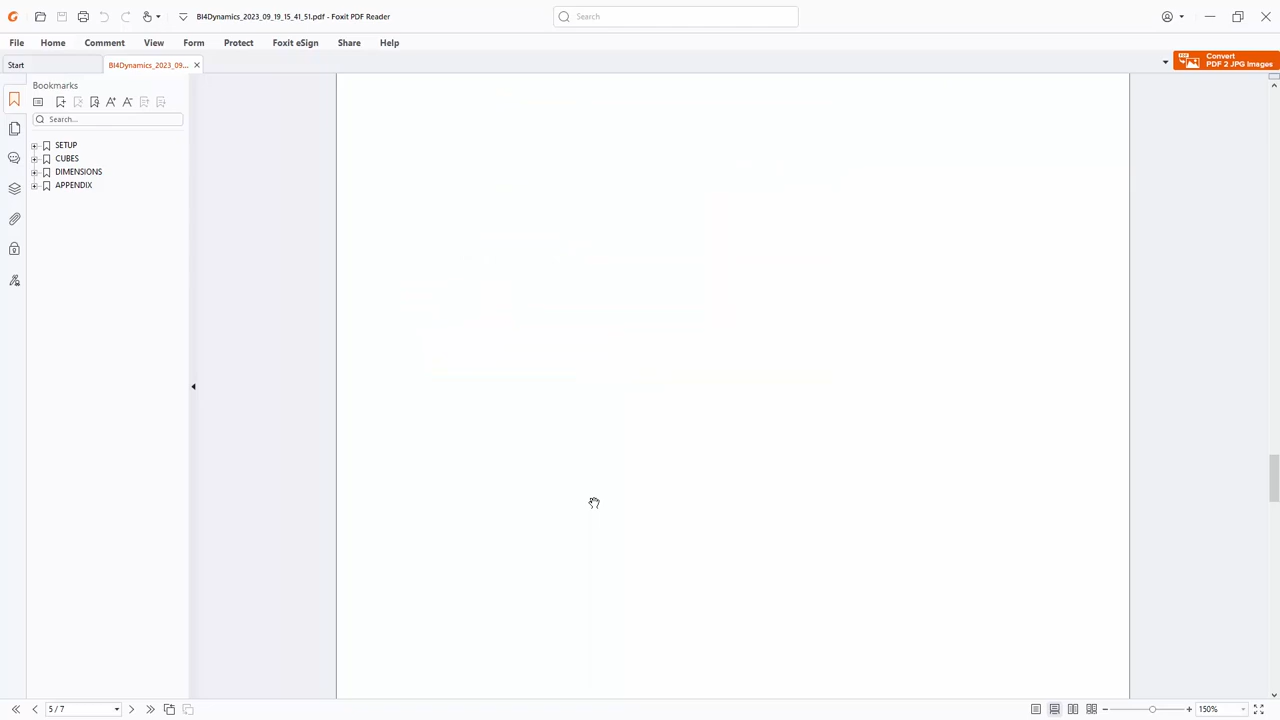 BI4Dynamics_2023_09_19_15_41_51.pdf - Foxit PDF Reader
Search
File Home Comment View Form Protect Foxit eSign Share Help
Start
BI4Dynamics_2023_09...
Convert
PDF 2 JPG Images
Bookmarks
Search...
SETUP
CUBES
DIMENSIONS
APPENDIX
5 / 7
150%